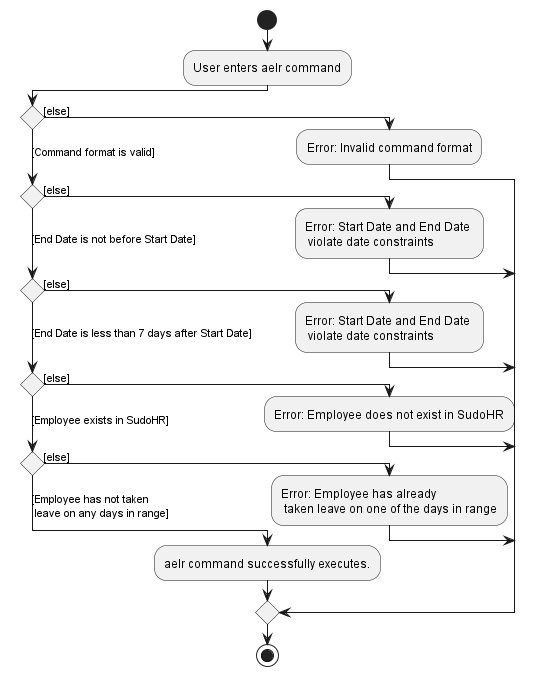 User enters aelr command
[else]
Error: Invalid command format
[Command format is valid]
[else]
Error: Start Date and End Date
violate date constraints
[End Date is not before Start Date]
[else]
Error: Start Date and End Date
violate date constraints
[End Date is less than 7 days after Start Date]
[else]
Error: Employee does not exist in SudoHR
[Employee exists in SudoHR]
[else]
Error: Employee has already
taken leave on one of the days in range
[Employee has not taken
leave on any days in range]
aelr command successfully executes.